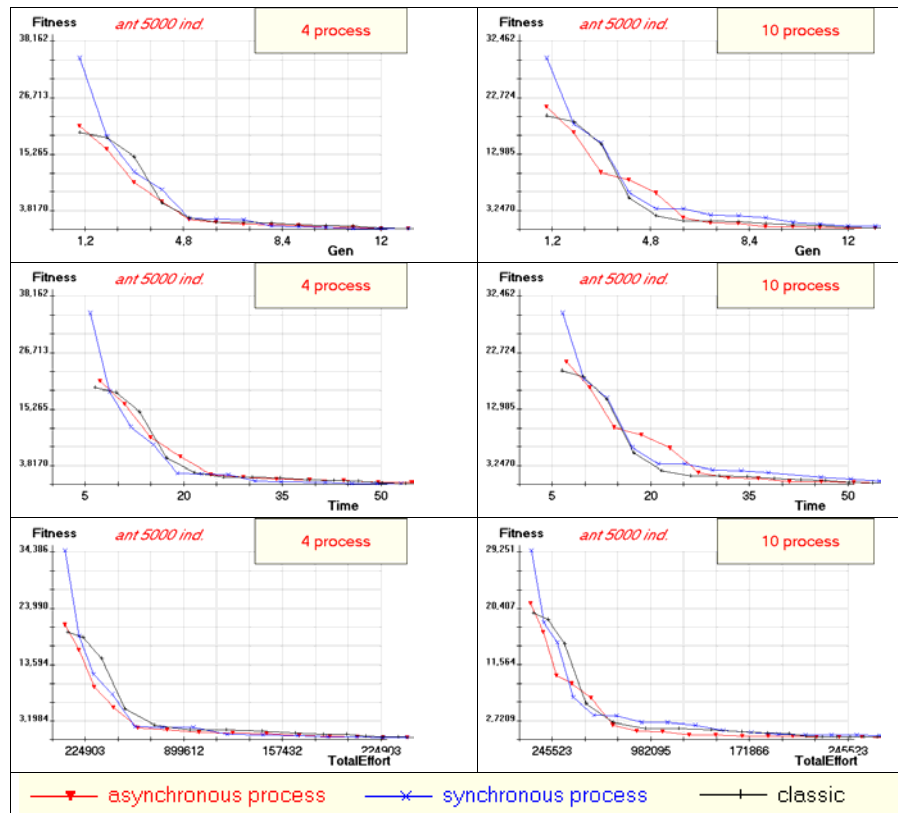 Fitness
ant 5000 ind.
4 process
38,162
26,713
15,265
3,8170
1,2
4,8
8,4
12
Gen
Fitness
ant 5000 ind.
10 process
32,462
22,724
12,985
3,2470
1,2
4,8
8,4
12
Gen
Fitness
ant 5000 ind.
4 process
38,162
26,713
15,265
3,8170
5
20
35
50
Time
Fitness
ant 5000 ind.
10 process
32,462
22,724
12,985
3,2470
5
20
35
50
Time
Fitness
ant 5000 ind.
4 process
34,386
23,990
13,594
3,1984
224903
899612
157432
224903
TotalEffort
Fitness
ant 5000 ind.
10 process
29,251
20,407
11,564
2,7209
245523
982095
171866
245523
TotalEffort
asynchronous process
synchronous process
classic